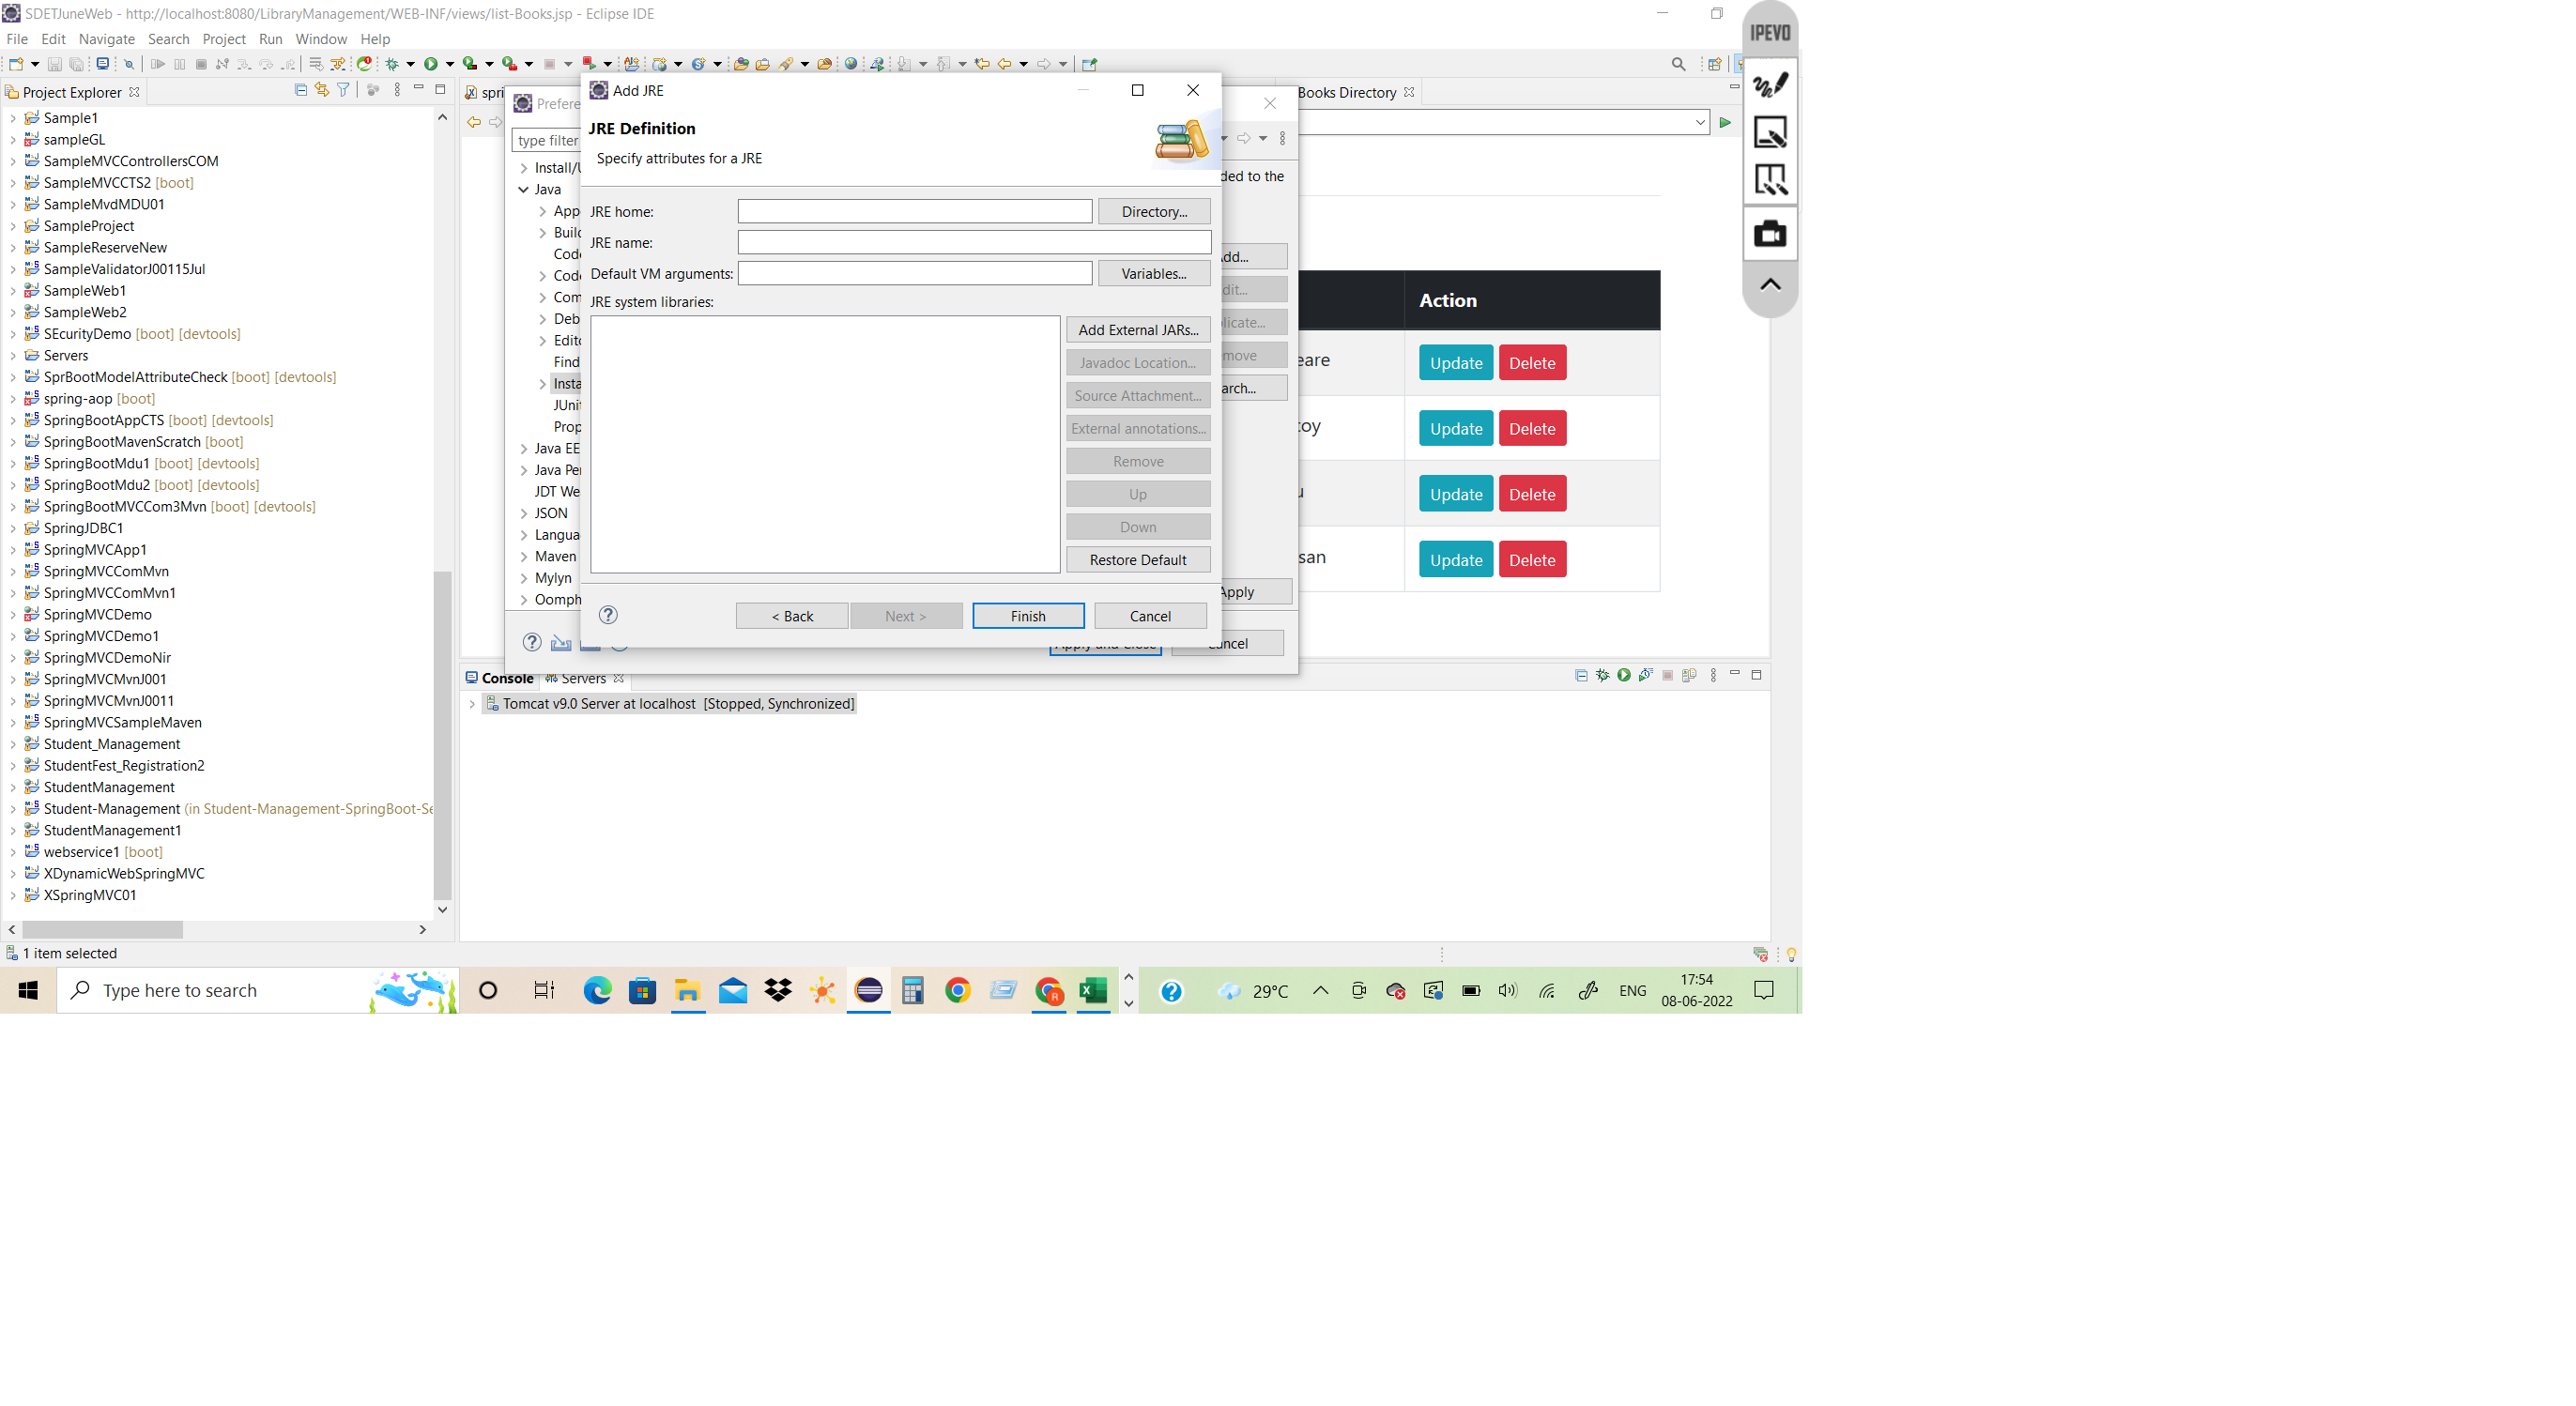 SDETJuneWeb - http://localhost:8080/LibraryManagement/WEB-INF/views/list-Books.jsp - Eclipse IDE
File Edit Navigate Search Project Run Window Help
IPEVO
Project Explorer
Sample1
sampleGL
SampleMVCControllersCOM
SampleMVCCTS2 [boot]
SampleMvdMDU01
SampleProject
SampleReserveNew
SampleValidatorJ00115Jul
SampleWeb1
SampleWeb2
SEcurityDemo [boot] [devtools]
Servers
SprBootModelAttributeCheck [boot] [devtools]
spring-aop [boot]
SpringBootAppCTS [boot] [devtools]
SpringBootMavenScratch [boot]
SpringBootMdu1 [boot] [devtools]
SpringBootMdu2 [boot] [devtools]
SpringBootMVCCom3Mvn [boot] [devtools]
SpringJDBC1
SpringMVCApp1
SpringMVCComMvn
SpringMVCComMvn1
SpringMVCDemo
SpringMVCDemo1
SpringMVCDemoNir
SpringMVCMvnJ001
SpringMVCMvnJ0011
SpringMVCSampleMaven
Student_Management
StudentFest_Registration2
StudentManagement
Student-Management (in Student-Management-SpringBoot-Se
StudentManagement1
webservice1 [boot]
XDynamicWebSpringMVC
XSpringMVC01
1 item selected
spri
Books Directory
Prefere
type filter
Install/U
Java
App
Build
Code
Code
Com
Deb
Edito
Find
Insta
JUni
Prop
Java EE
Java Per
JDT We
JSON
Langua
Maven
Mylyn
Oomph
ded to the
dd...
dit...
licate...
move
arch...
Apply
Apply and Close
ancel
Add JRE
JRE Definition
Specify attributes for a JRE
JRE home:
Directory...
JRE name:
Default VM arguments:
Variables...
JRE system libraries:
Add External JARs...
Javadoc Location...
Source Attachment...
External annotations...
Remove
Up
Down
Restore Default
< Back
Next >
Finish
Cancel
Action
eare Update Delete
toy Update Delete
u Update Delete
san Update Delete
Console Servers
Tomcat v9.0 Server at localhost [Stopped, Synchronized]
Type here to search
29°C
ENG
17:54
08-06-2022